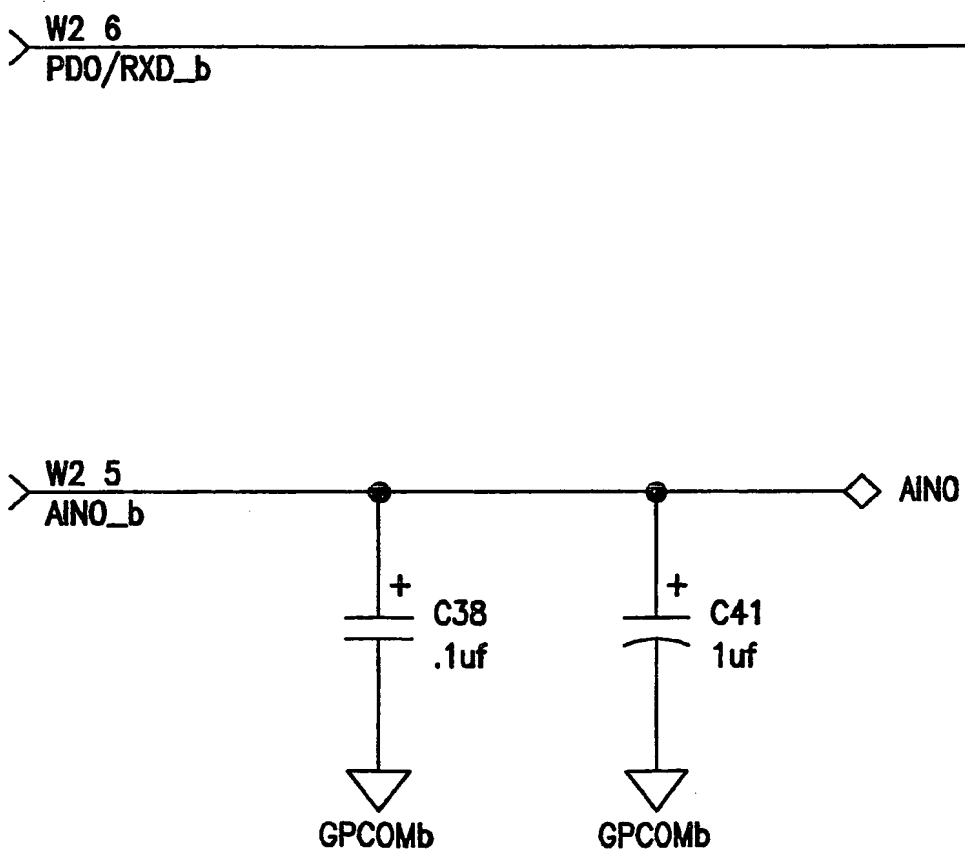 W2 6
PD0/RXD_b
W2 5
AIN0_b
AIN0
+
C38
.1uf
+
C41
1uf
GPCOMb
GPCOMb